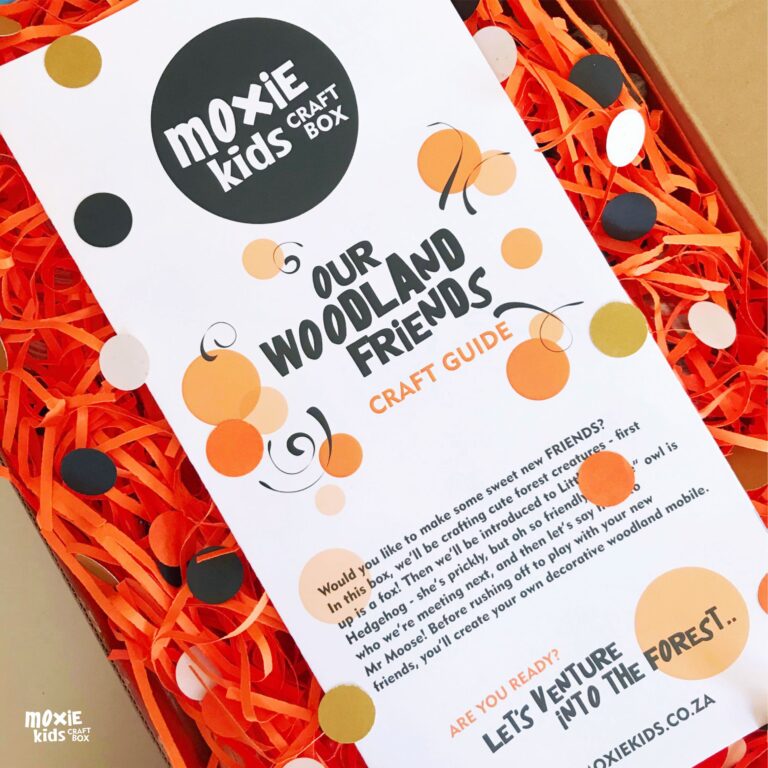 moxie
kids CRAFT
BOX
OUR
WOODLAND
FRIENDS
CRAFT GUIDE
Would you like to make some sweet new FRIENDS?
In this box, we'll be crafting cute forest creatures - first
up is a fox! Then we'll be introduced to
Hedgehog - she's prickly, but oh so friendly owl is
who we're meeting next, and then let's say to
Mr Moose! Before rushing off to play with your new
friends, you'll create your own decorative woodland mobile.
ARE YOU READY?
LET'S VENTURE
INTO THE FOREST..
MOXIEKIDS.CO.ZA
moxie
kids CRAFT
BOX